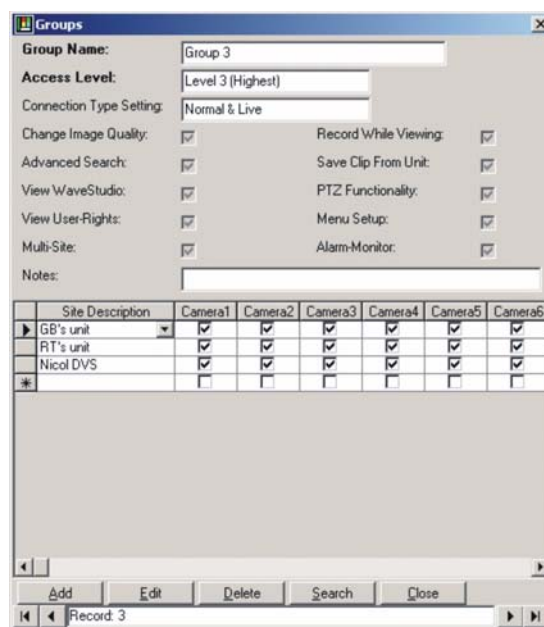 Groups
Group Name: Group 3
Access Level: Level 3 (Highest)
Connection Type Setting: Normal & Live
Change Image Quality: Record While Viewing:
Advanced Search: Save Clip From Unit:
View WaveStudio: PTZ Functionality:
View User-Rights: Menu Setup:
Multi-Site: Alarm-Monitor:
Notes:
Site Description Camera1 Camera2 Camera3 Camera4 Camera5 Camera6
GB's unit
RT's unit
Nicol DVS
Add Edit Delete Search Close
Record: 3